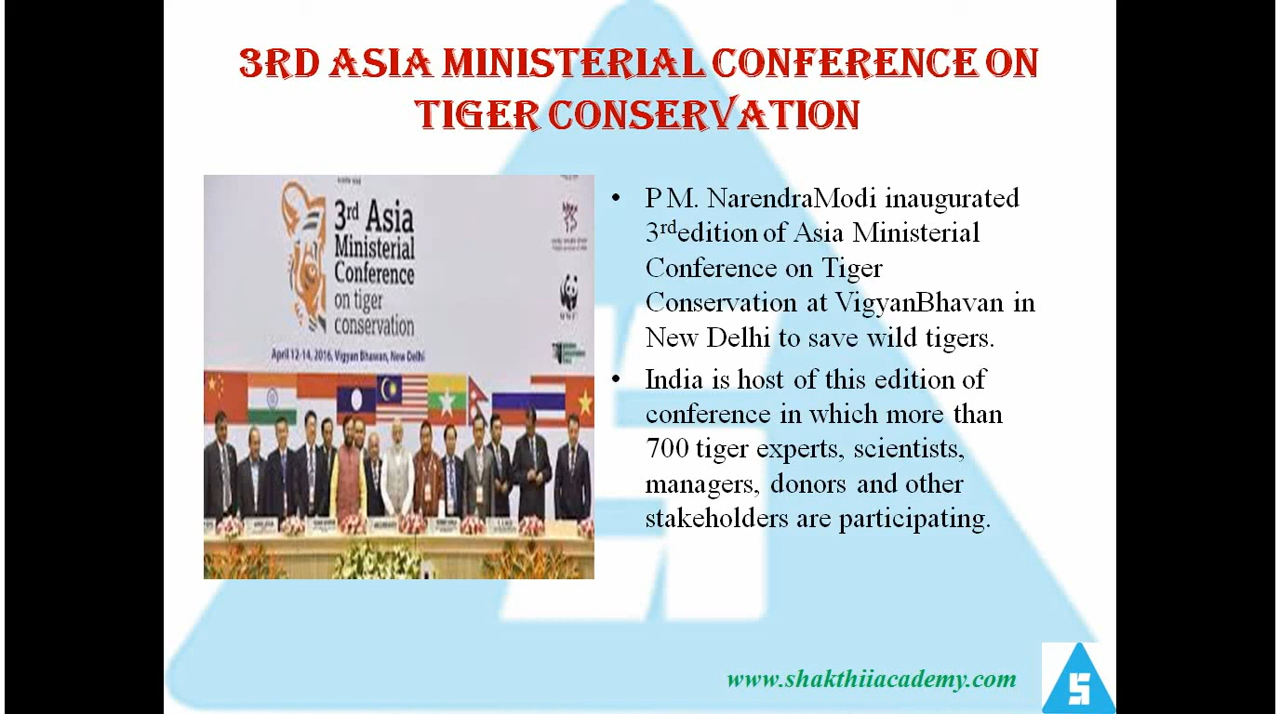 3RD ASIA MINISTERIAL CONFERENCE ON
TIGER CONSERVATION
3rd Asia
Ministerial
Conference
on tiger
conservation
April 12-14, 2016, Vigyan Bhawan, New Delhi
• P M. NarendraModi inaugurated
3rdedition of Asia Ministerial
Conference on Tiger
Conservation at VigyanBhavan in
New Delhi to save wild tigers.
• India is host of this edition of
conference in which more than
700 tiger experts, scientists,
managers, donors and other
stakeholders are participating.
www.shakthiiacademy.com